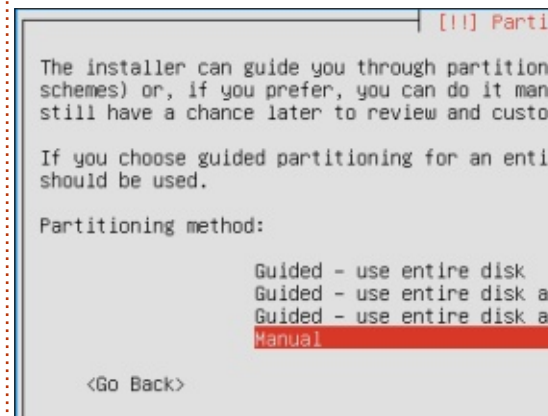 [!!] Parti
The installer can guide you through partition
schemes) or, if you prefer, you can do it man
still have a chance later to review and custo
If you choose guided partitioning for an enti
should be used.
Partitioning method:
Guided - use entire disk
Guided - use entire disk a
Guided - use entire disk a
Manual
<Go Back>